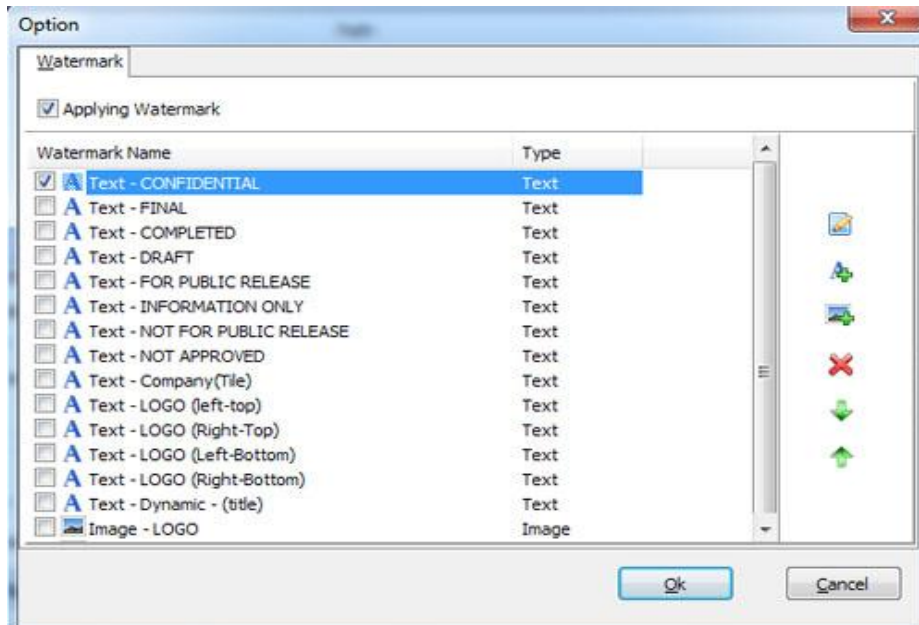 Option
Watermark
Applying Watermark
Watermark Name Type
Text - CONFIDENTIAL Text
Text - FINAL Text
Text - COMPLETED Text
Text - DRAFT Text
Text - FOR PUBLIC RELEASE Text
Text - INFORMATION ONLY Text
Text - NOT FOR PUBLIC RELEASE Text
Text - NOT APPROVED Text
Text - Company(Tile) Text
Text - LOGO (left-top) Text
Text - LOGO (Right-Top) Text
Text - LOGO (Left-Bottom) Text
Text - LOGO (Right-Bottom) Text
Text - Dynamic - (title) Text
Image - LOGO Image
Ok Cancel